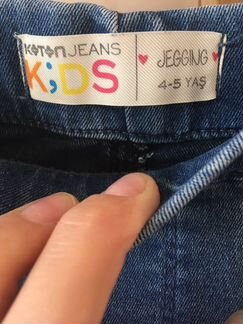 KOTON JEANS
KiDS
JEGGING
4-5 YAŞ